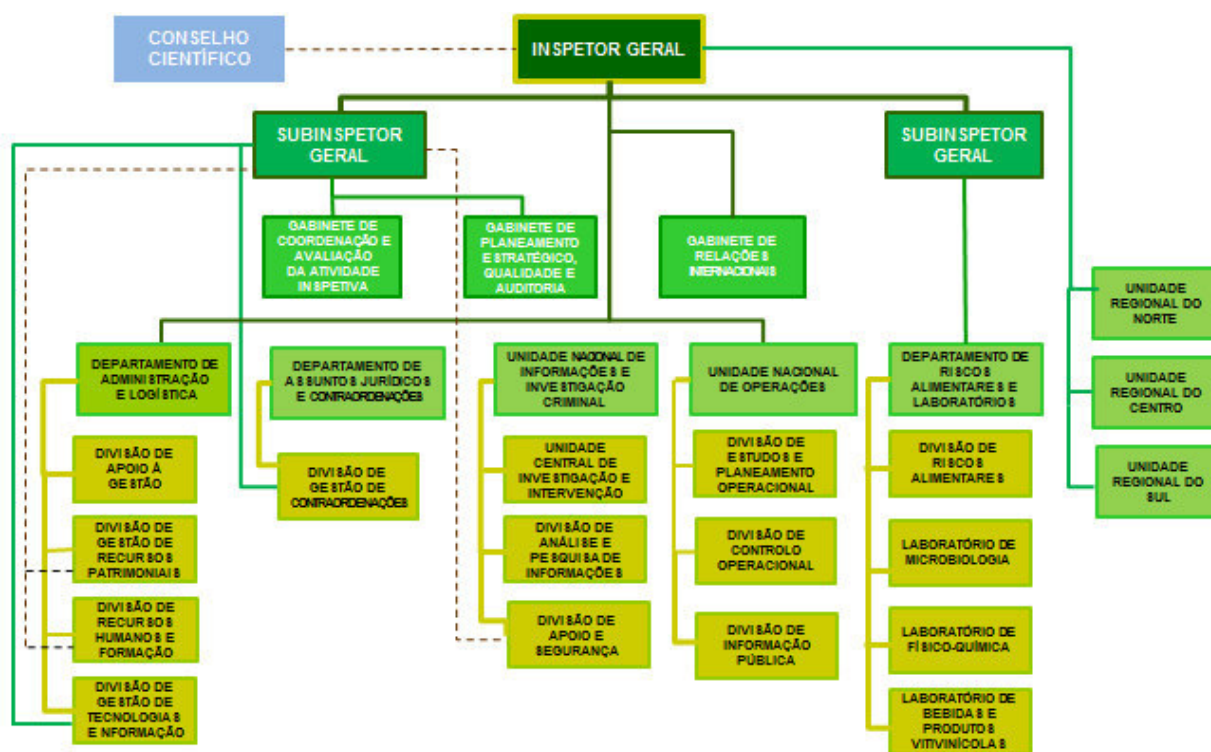 CONSELHO
CIENTÍFICO
INSPETOR GERAL
SUBINSPETOR
GERAL
SUBINSPETOR
GERAL
GABINETE DE
COORDENAÇÃO E
AVALIAÇÃO
DA ATIVIDADE
INSPETIVA
GABINETE DE
PLANEAMENTO
ESTRATÉGICO,
QUALIDADE E
AUDITORIA
GABINETE DE
RELAÇÕES
INTERNACIONAIS
UNIDADE
REGIONAL DO
NORTE
UNIDADE
REGIONAL DO
CENTRO
UNIDADE
REGIONAL DO
SUL
DEPARTAMENTO DE
ADMINISTRAÇÃO
E LOGÍSTICA
DIVISÃO DE
APOIO À
GESTÃO
DIVISÃO DE
GESTÃO DE
RECURSOS
PATRIMONIAIS
DIVISÃO DE
RECURSOS
HUMANOS E
FORMAÇÃO
DIVISÃO DE
GESTÃO DE
TECNOLOGIAS
E NFORMAÇÃO
DEPARTAMENTO DE
ASSUNTOS JURÍDICOS
E CONTRAORDENAÇÕES
DIVISÃO DE
GESTÃO DE
CONTRAORDENAÇÕES
UNIDADE NACIONAL DE
INFORMAÇÕES E
INVESTIGAÇÃO
CRIMINAL
UNIDADE
CENTRAL DE
INVESTIGAÇÃO E
INTERVENÇÃO
DIVISÃO DE
ANÁLISE E
PESQUISA DE
INFORMAÇÕES
DIVISÃO DE
APOIO E
SEGURANÇA
UNIDADE NACIONAL
DE OPERAÇÕES
DIVISÃO DE
ESTUDOS E
PLANEAMENTO
OPERACIONAL
DIVISÃO DE
CONTROLO
OPERACIONAL
DIVISÃO DE
INFORMAÇÃO
PÚBLICA
DEPARTAMENTO DE
RISCOS
ALIMENTARES E
LABORATÓRIOS
DIVISÃO DE
RISCOS
ALIMENTARES
LABORATÓRIO DE
MICROBIOLOGIA
LABORATÓRIO DE
FÍSICO-QUÍMICA
LABORATÓRIO DE
BEBIDAS E
PRODUTOS
VITIVINÍCOLAS